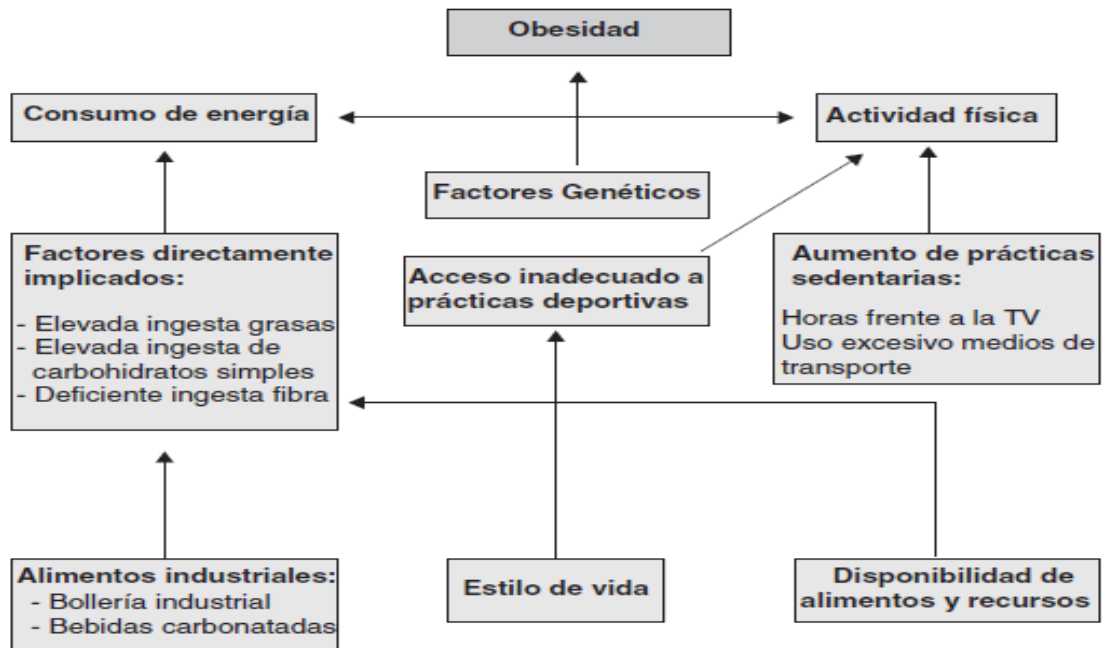 Obesidad
Consumo de energía
Actividad física
Factores Genéticos
Factores directamente
implicados:
- Elevada ingesta grasas
- Elevada ingesta de
carbohidratos simples
- Deficiente ingesta fibra
Acceso inadecuado a
prácticas deportivas
Aumento de prácticas
sedentarias:
Horas frente a la TV
Uso excesivo medios de
transporte
Alimentos industriales:
- Bollería industrial
- Bebidas carbonatadas
Estilo de vida
Disponibilidad de
alimentos y recursos